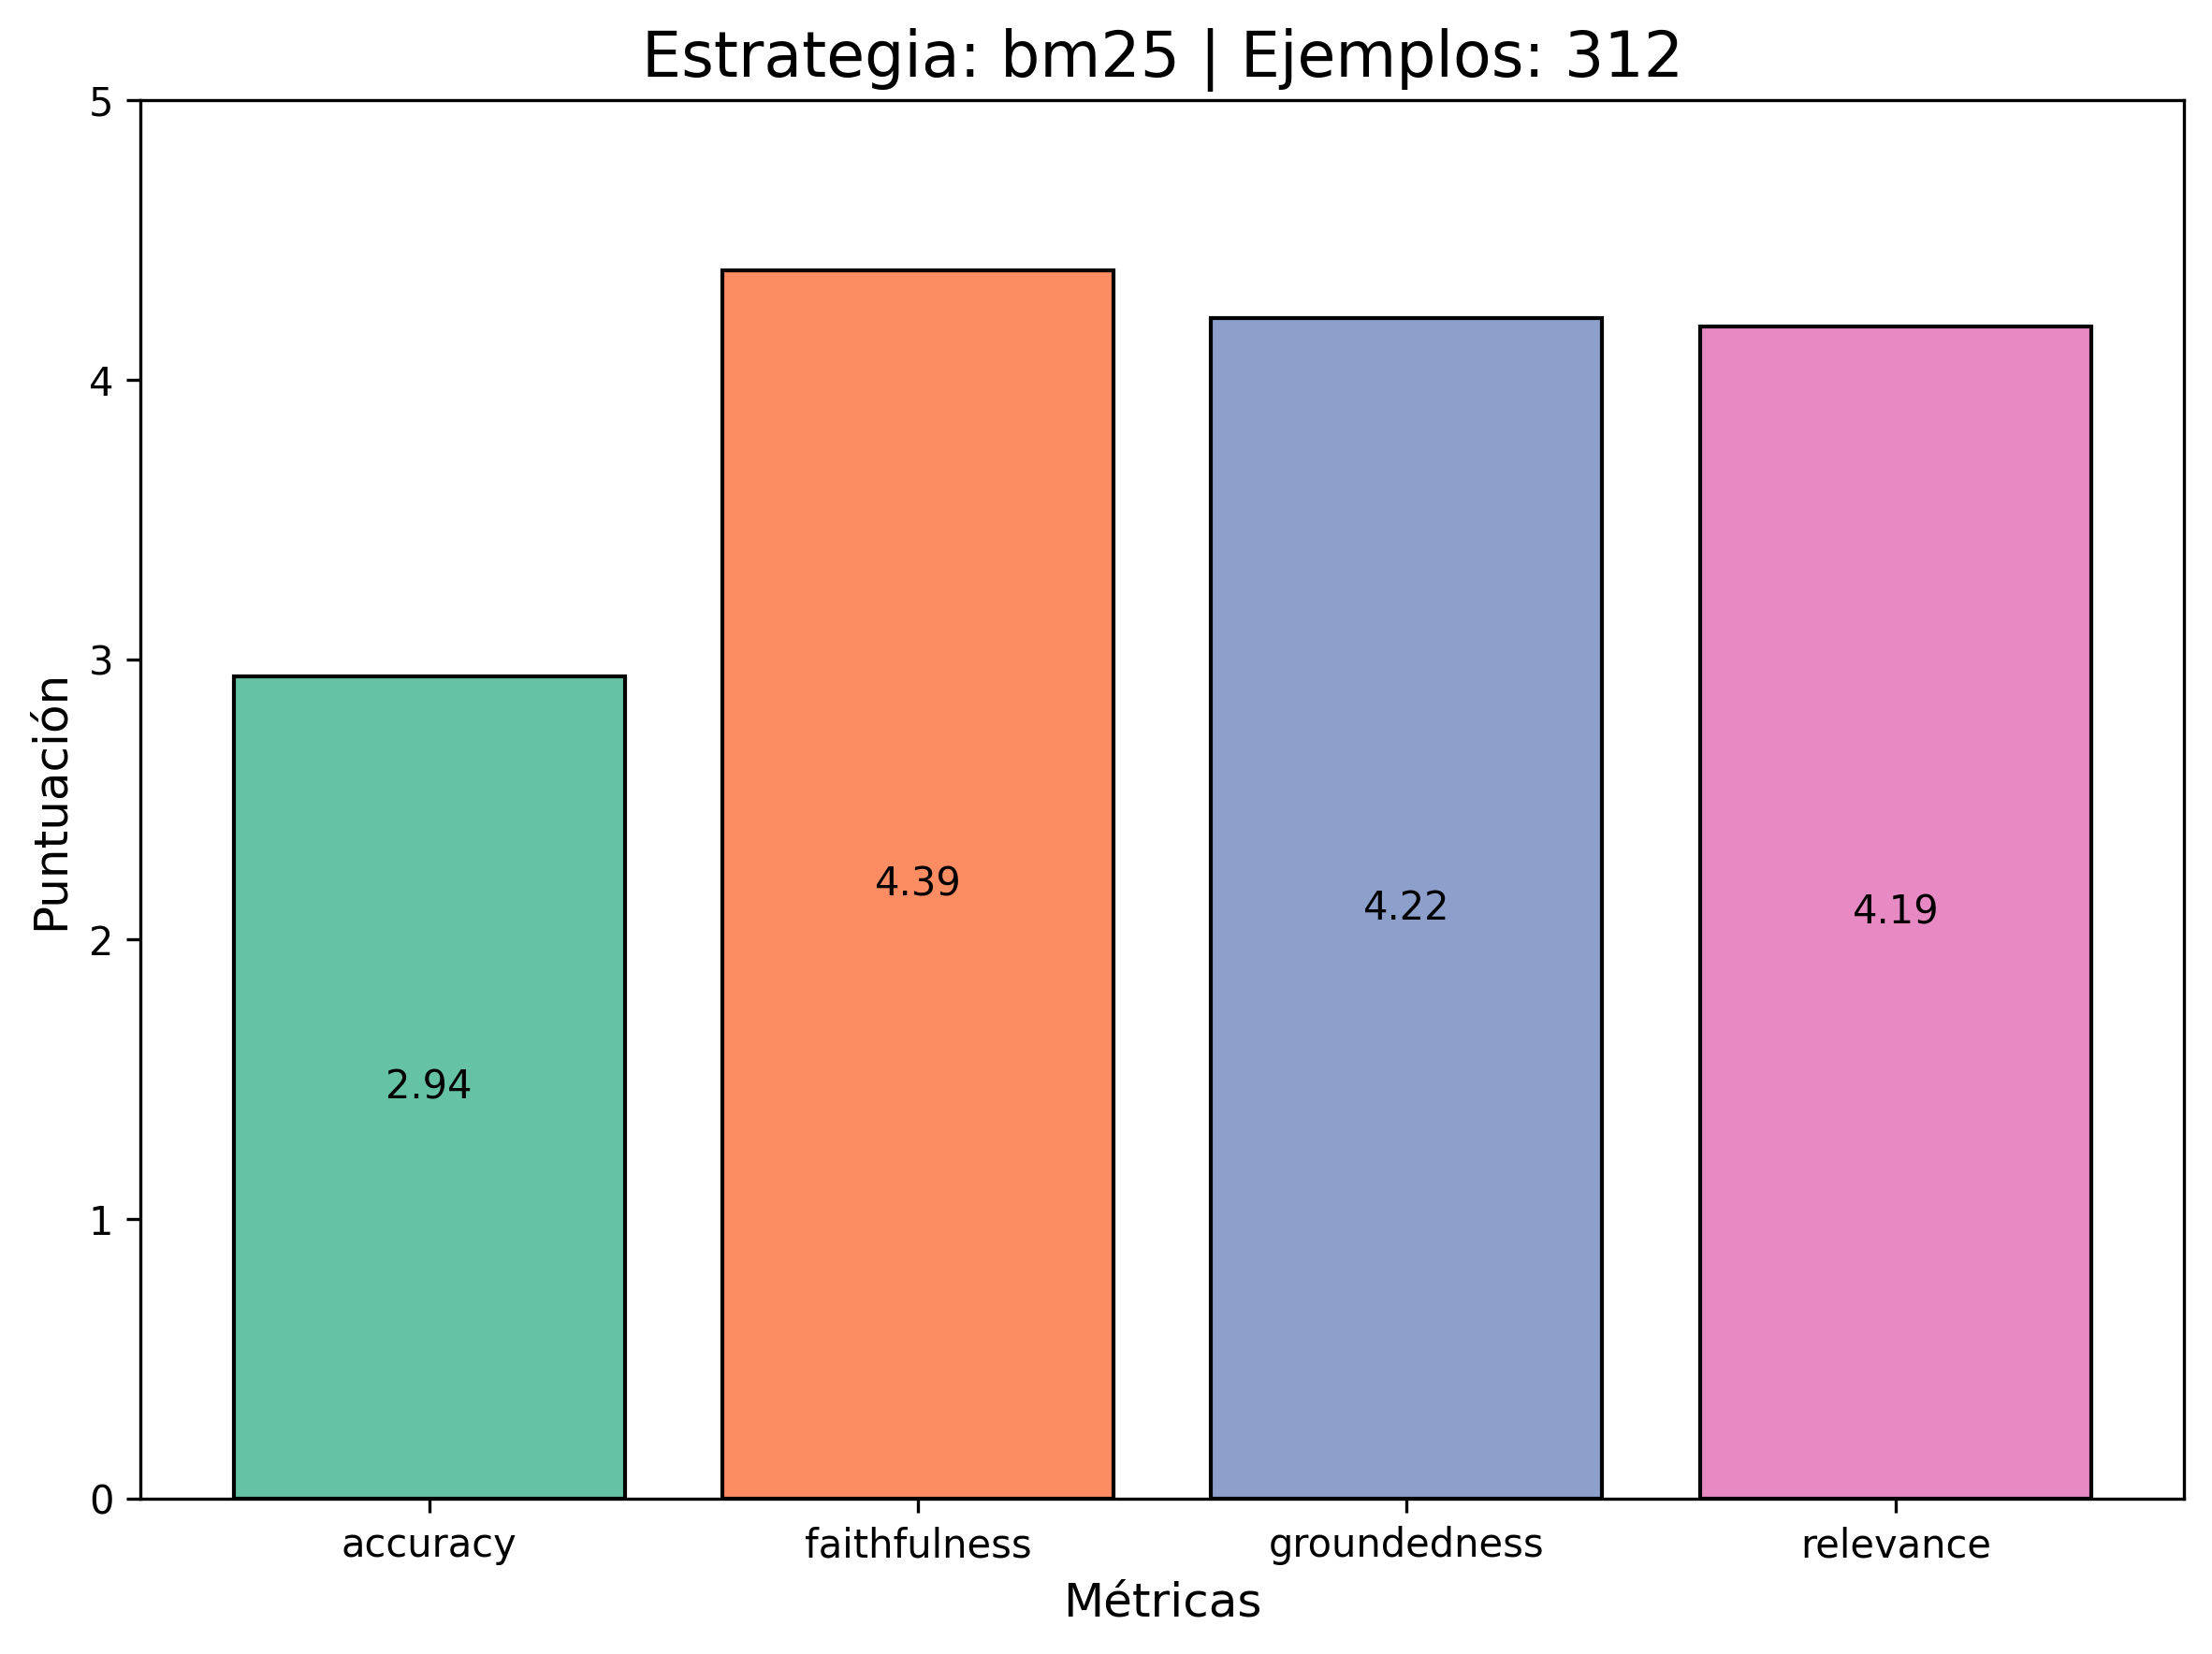 Estrategia: bm25 | Ejemplos: 312
5
4
3
2
1
0
Puntuación
2.94
4.39
4.22
4.19
accuracy
faithfulness
groundedness
relevance
Métricas